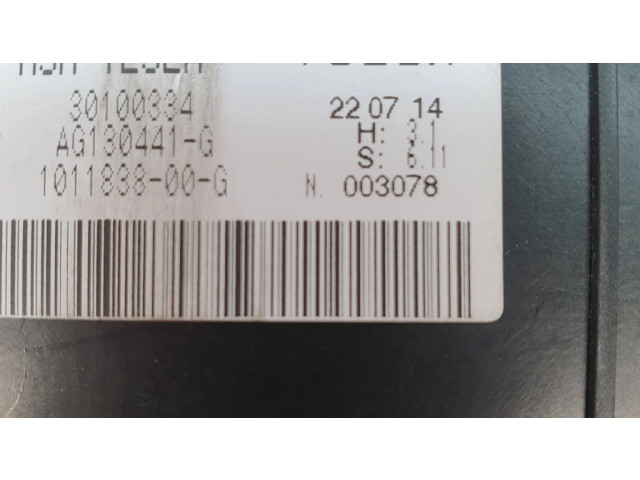 30100334 22 07 14
AG130441-G H: 3.1
1011838-00-G S: 6.11
N. 003078